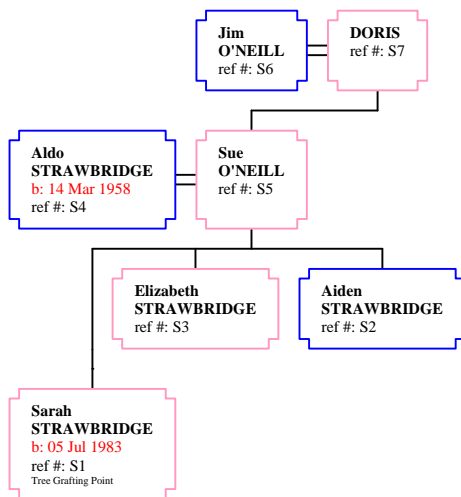 Jim
O'NEILL
ref #: S6
DORIS
ref #: S7
Aldo
STRAWBRIDGE
b: 14 Mar 1958
ref #: S4
Sue
O'NEILL
ref #: S5
Elizabeth
STRAWBRIDGE
ref #: S3
Aiden
STRAWBRIDGE
ref #: S2
Sarah
STRAWBRIDGE
b: 05 Jul 1983
ref #: S1
Tree Grafting Point